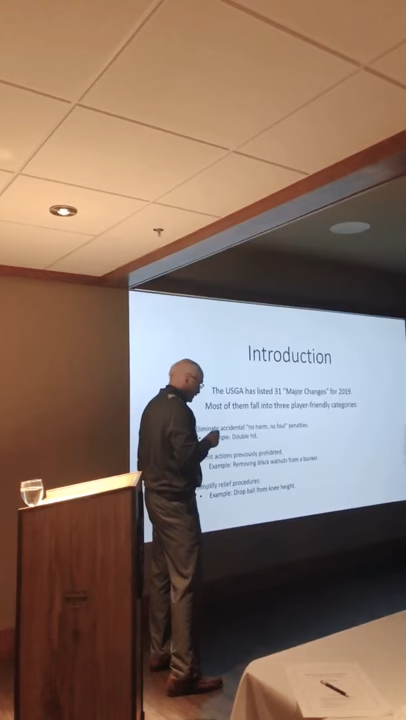 Introduction
The USGA has listed 31 "Major Changes" for 2019.
Most of them fall into three player-friendly categories.
accidental "no harm, no foul" penalties.
Double hit.
actions previously prohibited.
Example: Removing black walnuts from a bunker.
relief procedures.
• Example: Drop ball from knee height.